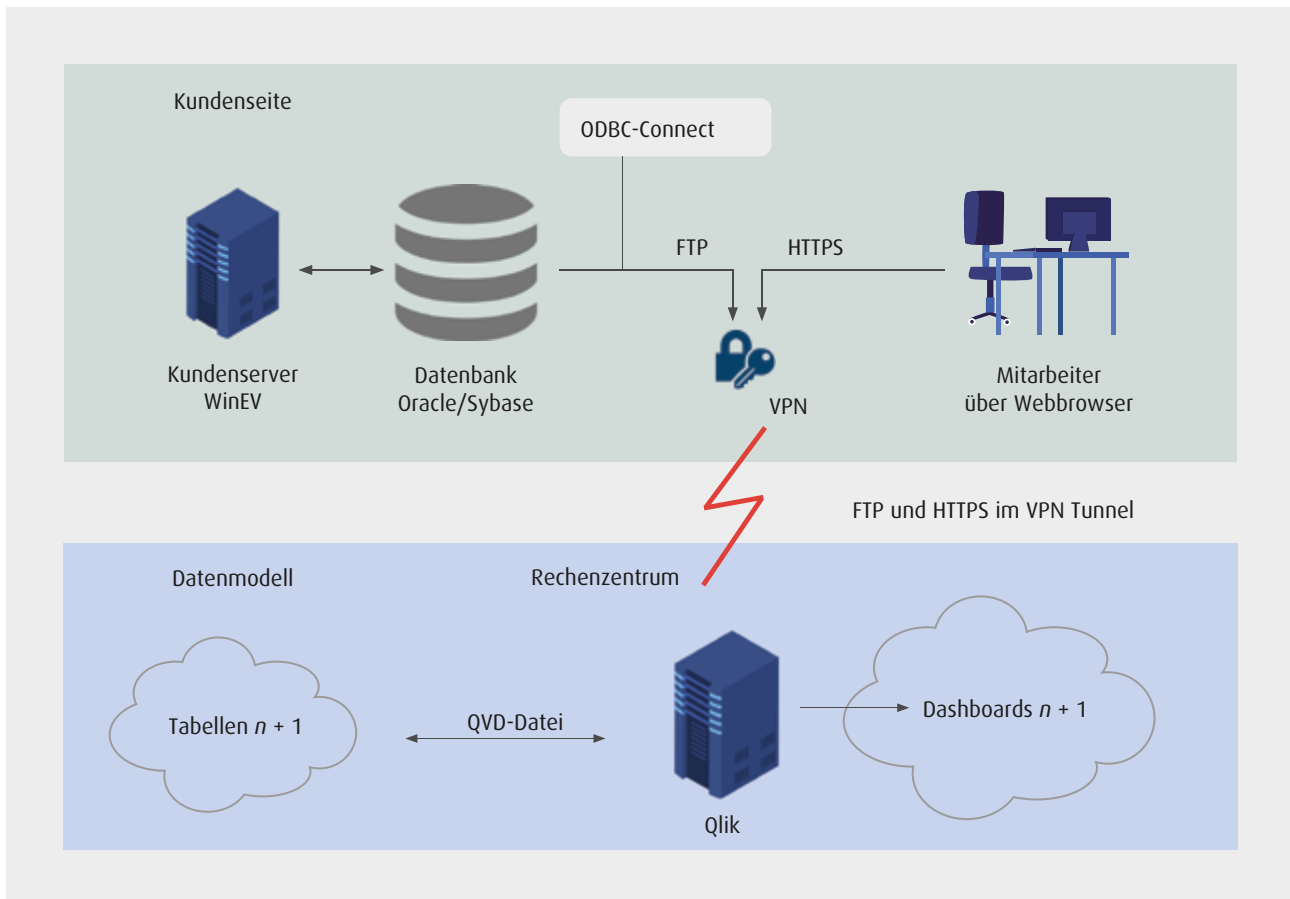 Kundenseite
ODBC-Connect
FTP
HTTPS
Kundenserver
WinEV
Datenbank
Oracle/Sybase
VPN
Mitarbeiter
über Webbrowser
FTP und HTTPS im VPN Tunnel
Datenmodell
Rechenzentrum
Tabellen n + 1
QVD-Datei
Dashboards n + 1
Qlik